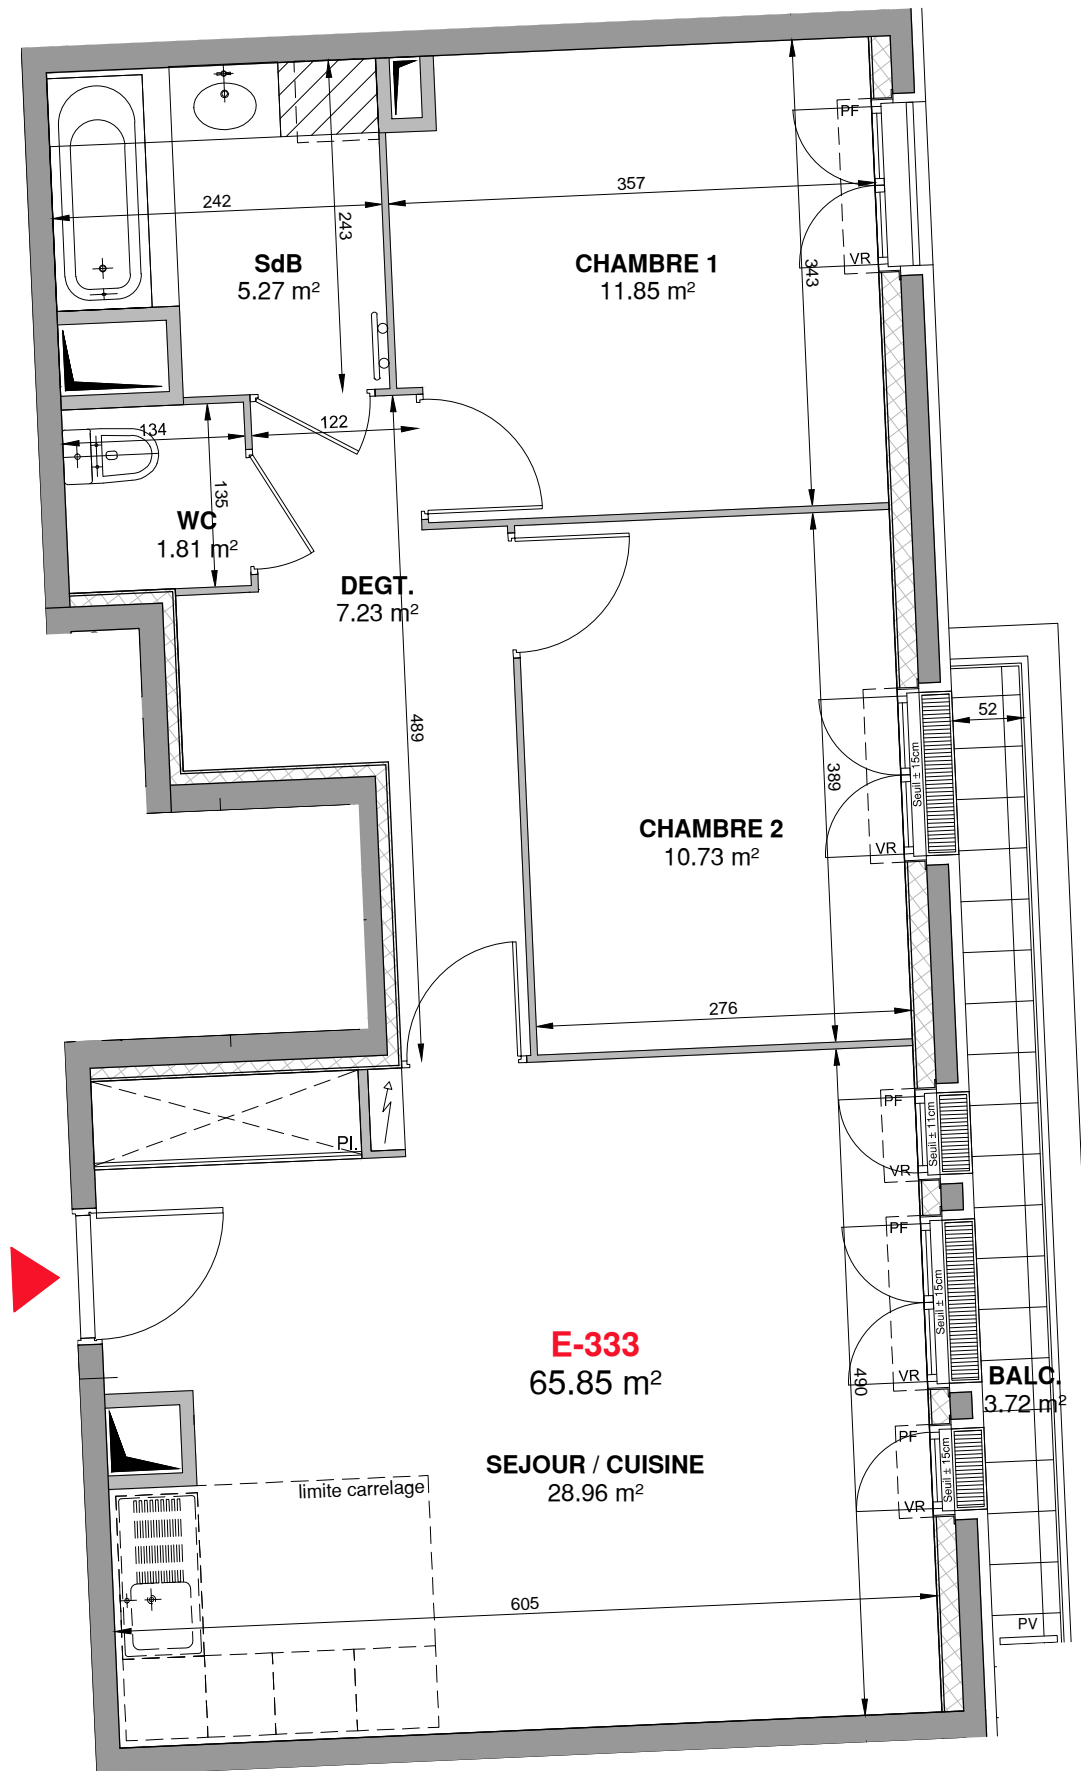 PF
357
242
243
SdB
5.27 m²
CHAMBRE 1
11.85 m²
VR
343
134
122
135
WC
1.81 m²
DEGT.
7.23 m²
489
52
Seuil ± 15cm
389
CHAMBRE 2
10.73 m²
VR
276
PF
Seuil ± 11cm
VR
Pl.
PF
Seuil ± 15cm
E-333
65.85 m²
VR
490
BALC.
3.72 m²
PF
SEJOUR / CUISINE
28.96 m²
limite carrelage
Seuil ± 15cm
VR
605
PV